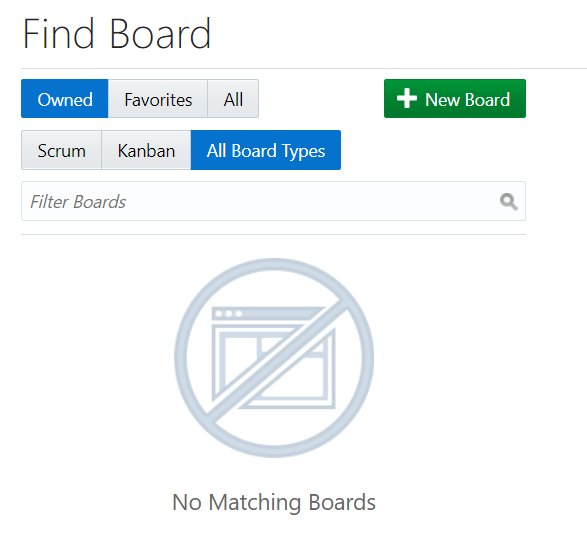 Find Board
Owned Favorites All New Board
Scrum Kanban All Board Types
Filter Boards
No Matching Boards